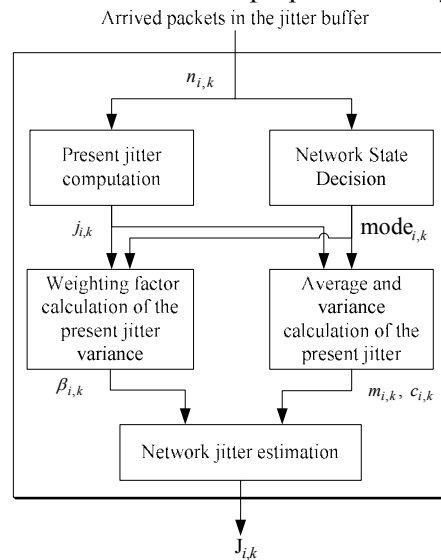 Arrived packets in the jitter buffer
n_{i,k}
Present jitter
computation
Network State
Decision
j_{i,k}
mode_{i,k}
Weighting factor
calculation of the
present jitter
variance
Average and
variance
calculation of the
present jitter
β_{i,k}
m_{i,k}, c_{i,k}
Network jitter estimation
J_{i,k}